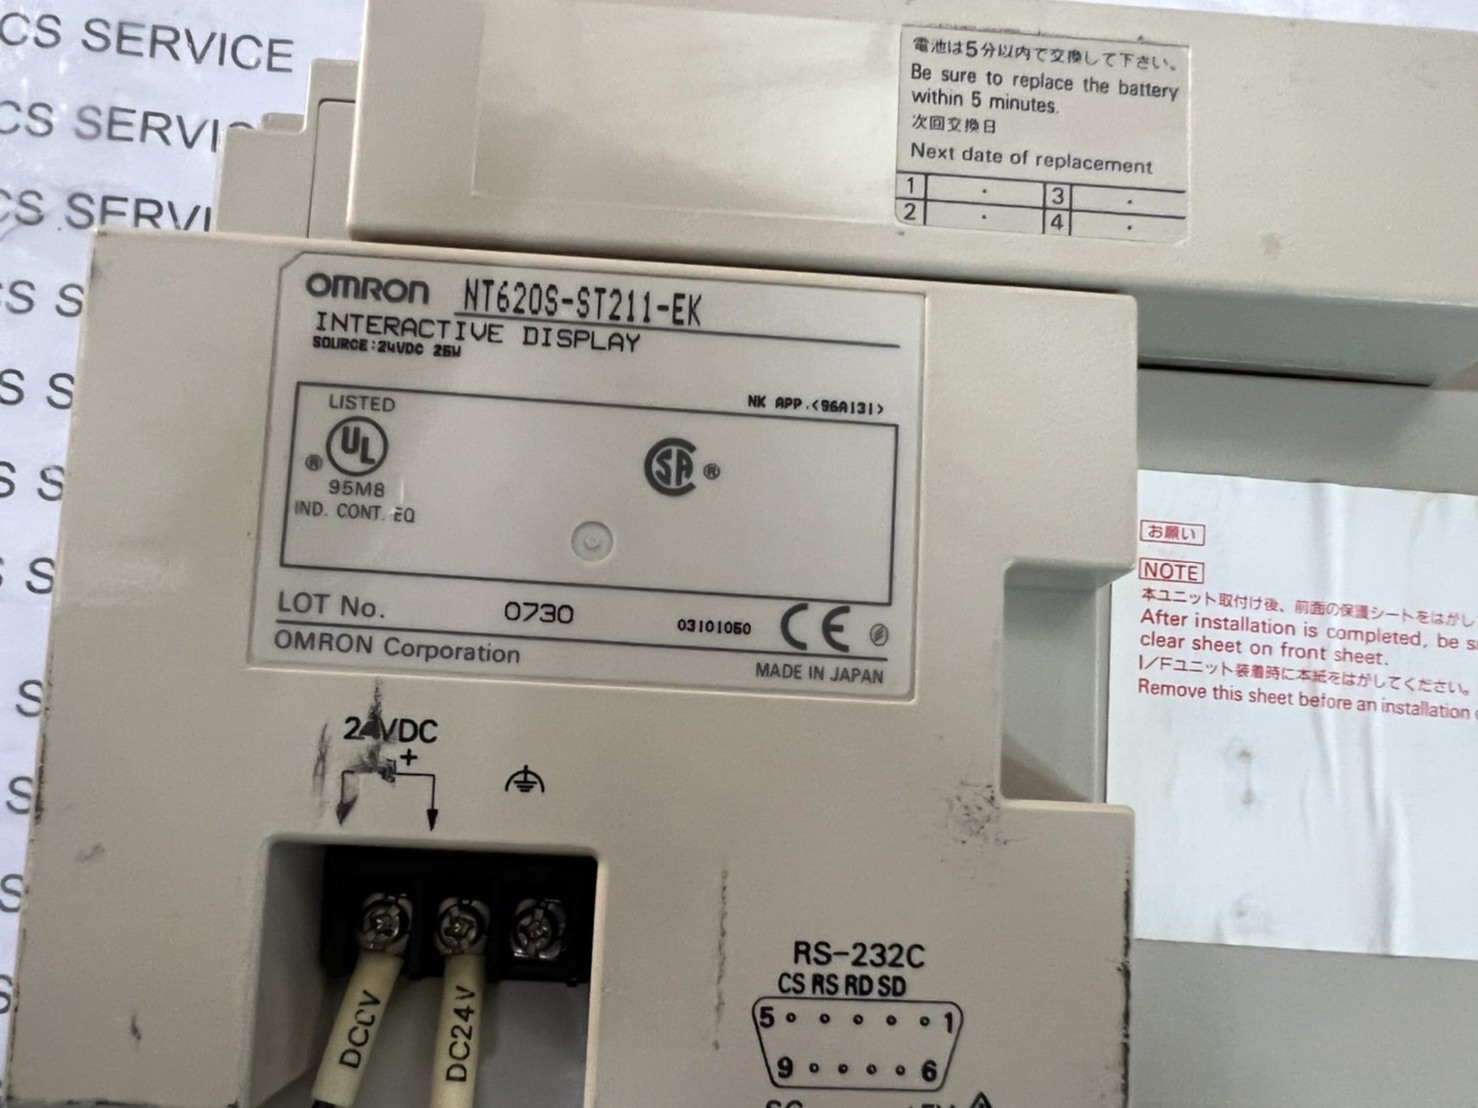 CS SERVICE
CS SERVI
CS SERVI
S S
S S
S S
S S
S
S
S
電池は5分以内で交換して下さい。
Be sure to replace the battery
within 5 minutes.
次回交換日
Next date of replacement
1 . 3 .
2 . 4 .
OMRON NT620S-ST211-EK
INTERACTIVE DISPLAY
SOURCE:24VDC 25W
NK APP.<96A131>
LISTED
UL
®
95M8
IND. CONT. EQ
SA ®
LOT No. 0730 03101050 CE
OMRON Corporation
MADE IN JAPAN
24VDC
- +
DC0V
DC24V
RS-232C
CS RS RD SD
5 1
9 6
お願い
NOTE
本ユニット取付け後、前面の保護シートをはがし
After installation is completed, be
clear sheet on front sheet.
I/Fユニット装着時に本紙をはがしてください。
Remove this sheet before an installation